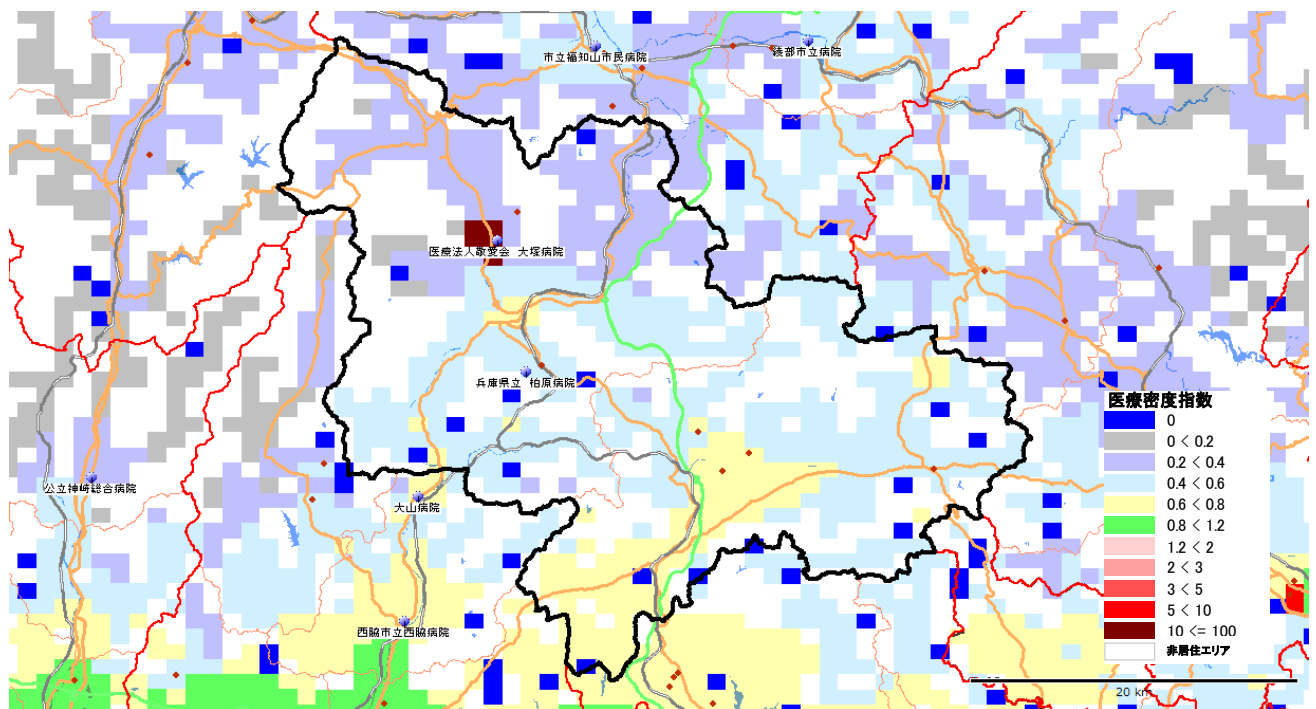 市立福知山市民病院
綾部市立病院
医療法人敬愛会 大塚病院
兵庫県立 柏原病院
公立神崎総合病院
大山病院
西脇市立西脇病院
医療密度指数
0
0 < 0.2
0.2 < 0.4
0.4 < 0.6
0.6 < 0.8
0.8 < 1.2
1.2 < 2
2 < 3
3 < 5
5 < 10
10 <= 100
非居住エリア
20 km